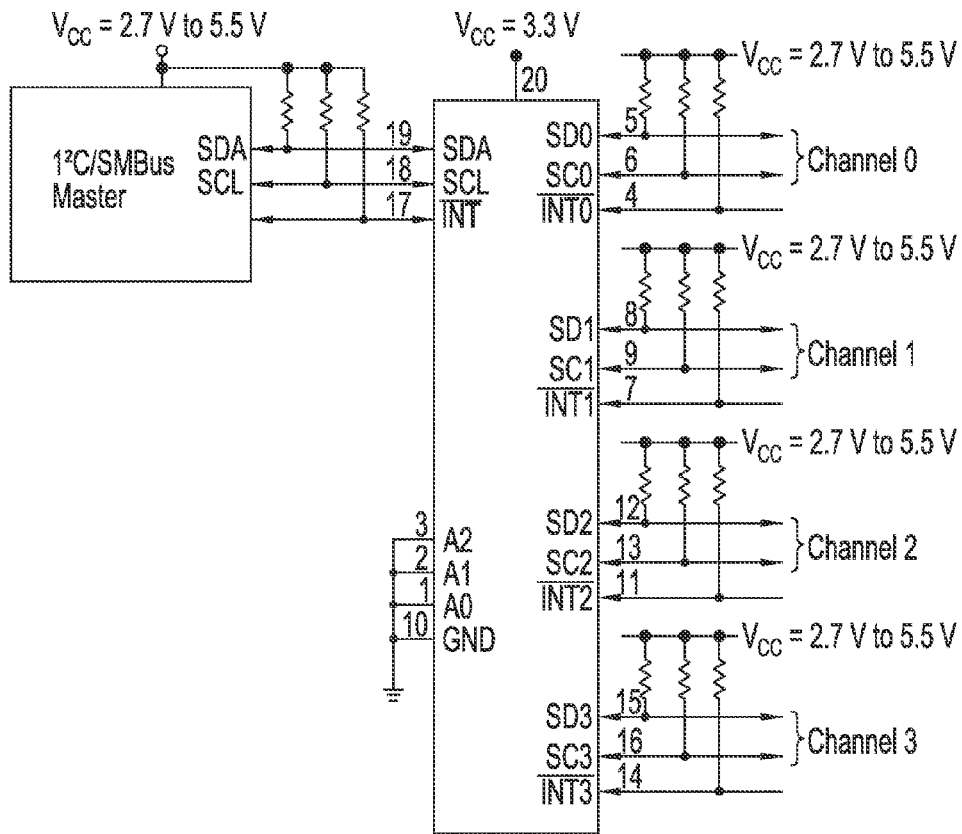 V_CC = 2.7 V to 5.5 V
V_CC = 3.3 V
20
1²C/SMBus
Master
SDA
SCL
19
18
17
SDA
SCL
INT
3 A2
2 A1
1 A0
10 GND
V_CC = 2.7 V to 5.5 V
SD0 5
SC0 6
INT0 4
Channel 0
V_CC = 2.7 V to 5.5 V
SD1 8
SC1 9
INT1 7
Channel 1
V_CC = 2.7 V to 5.5 V
SD2 12
SC2 13
INT2 11
Channel 2
V_CC = 2.7 V to 5.5 V
SD3 15
SC3 16
INT3 14
Channel 3